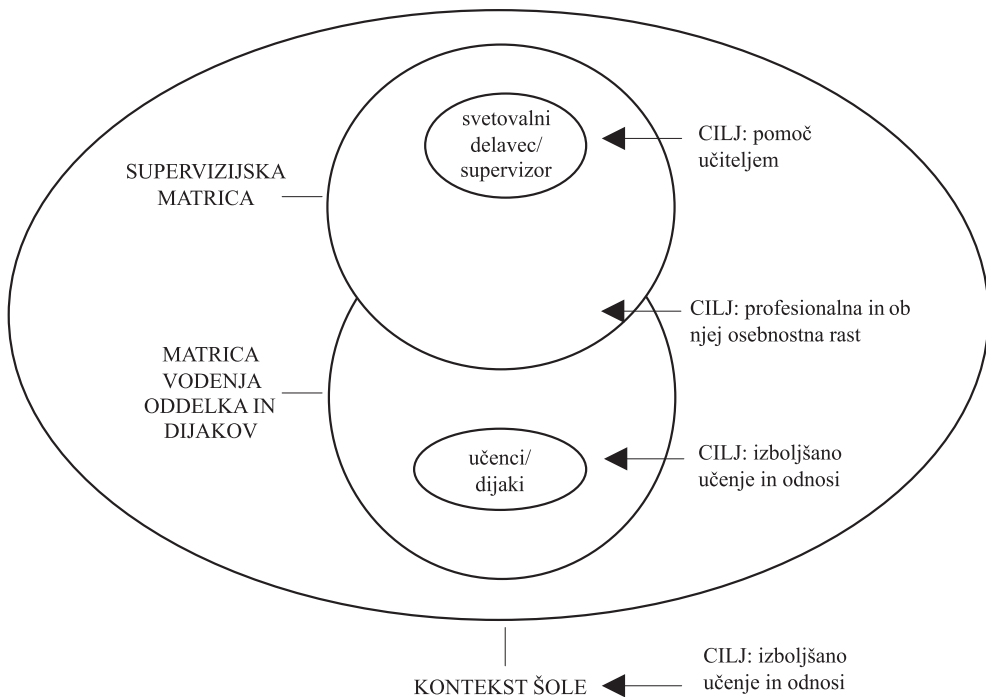 svetovalni
delavec/
supervizor
CILJ: pomoč
učiteljem
SUPERVIZIJSKA
MATRICA
CILJ: profesionalna in ob
njej osebnostna rast
MATRICA
VODENJA
ODDELKA IN
DIJAKOV
učenci/
dijaki
CILJ: izboljšano
učenje in odnosi
KONTEKST ŠOLE
CILJ: izboljšano
učenje in odnosi